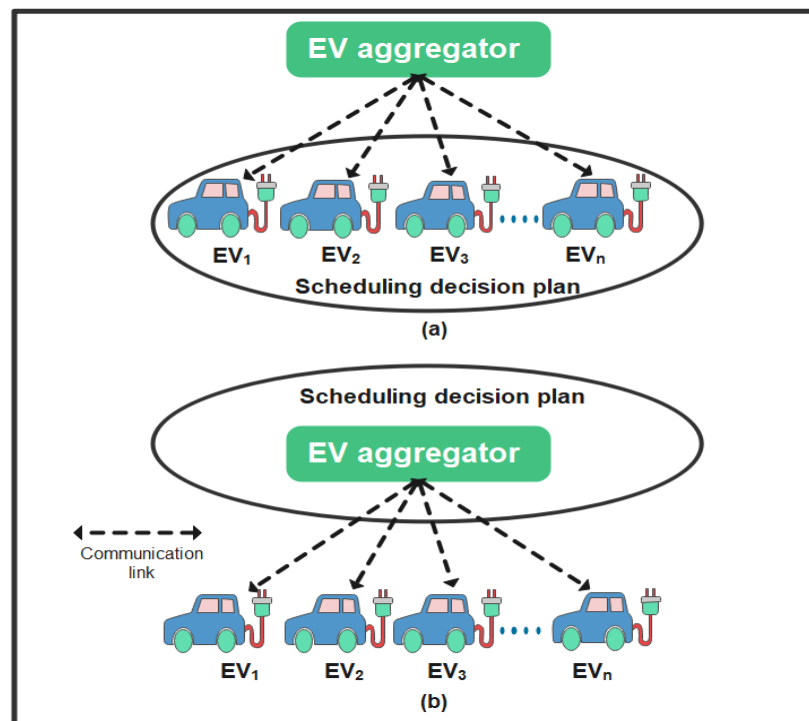 EV aggregator
EV₁ EV₂ EV₃ EVₙ
Scheduling decision plan
(a)
Scheduling decision plan
EV aggregator
Communication
link
EV₁ EV₂ EV₃ EVₙ
(b)